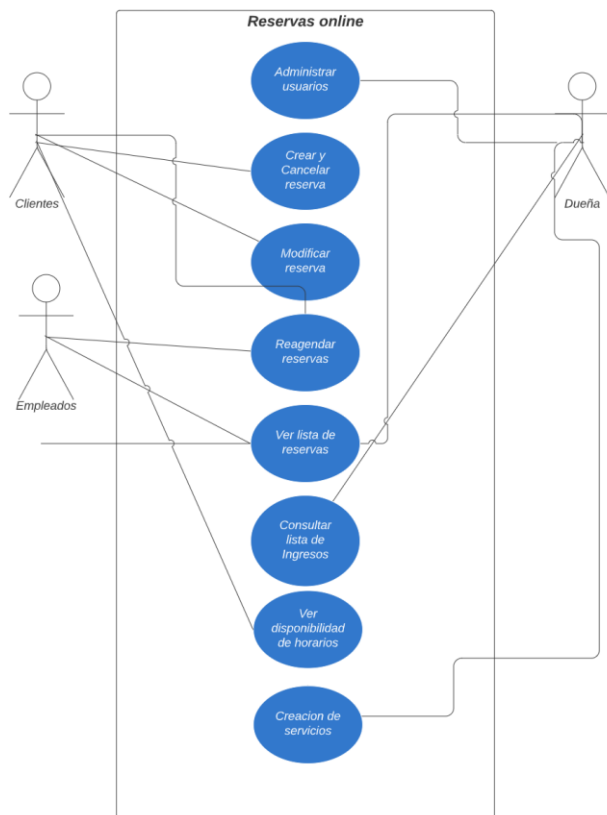 Reservas online
Administrar
usuarios
Crear y
Cancelar
reserva
Clientes
Dueña
Modificar
reserva
Reagendar
reservas
Empleados
Ver lista de
reservas
Consultar
lista de
Ingresos
Ver
disponibilidad
de horarios
Creacion de
servicios